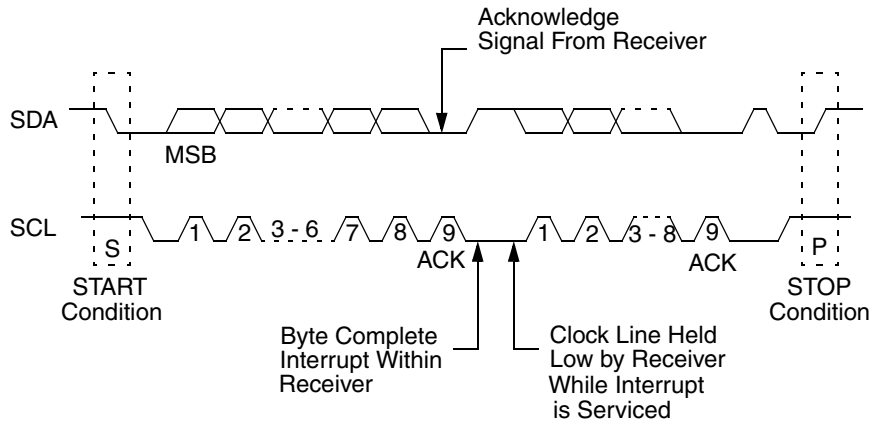 Acknowledge
Signal From Receiver
SDA
MSB
SCL
S
1
2
3 - 6
7
8
9
1
2
3 - 8
9
P
ACK
ACK
START
Condition
STOP
Condition
Byte Complete
Interrupt Within
Receiver
Clock Line Held
Low by Receiver
While Interrupt
is Serviced